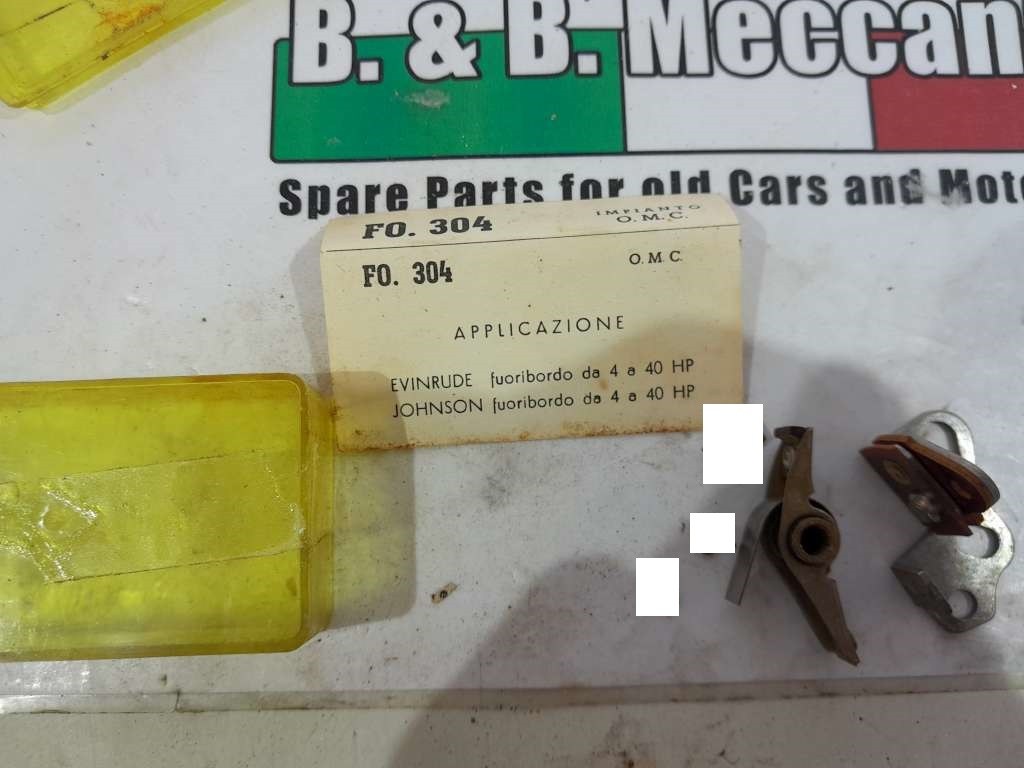 B. & B. Meccan
Spare Parts for old Cars and Moto
FO. 304
IMPIANTO
O.M.C.
FO. 304
O.M.C.
APPLICAZIONE
EVINRUDE fuoribordo da 4 a 40 HP
JOHNSON fuoribordo da 4 a 40 HP